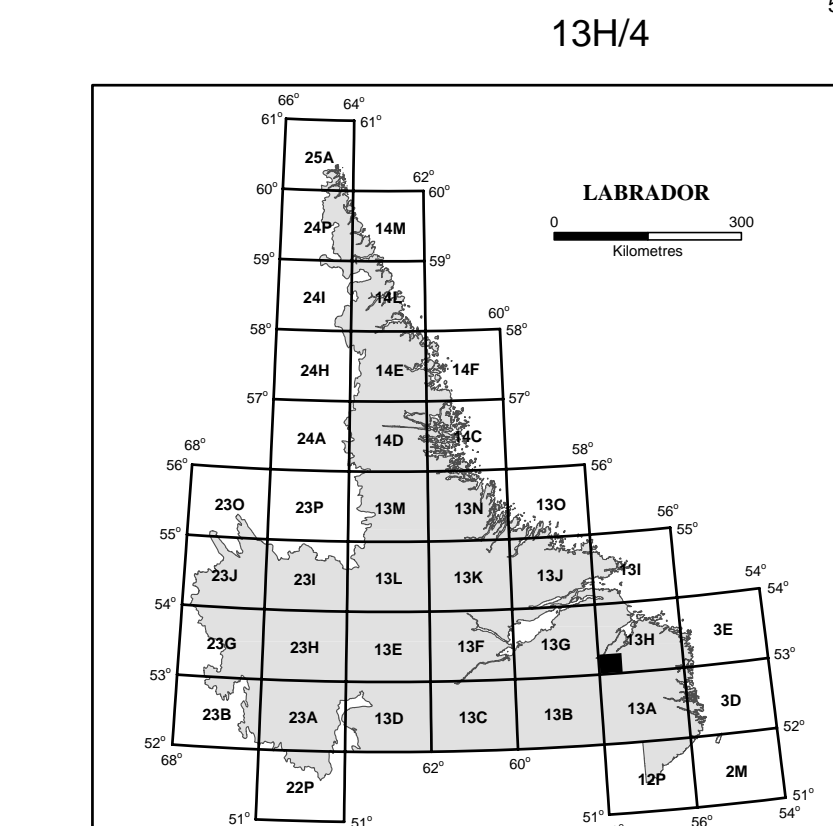 5
13H/4
66° 64°
61° 61°
25A
62°
60° 60°
LABRADOR
0 300
Kilometres
24P 14M
59° 59°
24I 14L
60°
58° 58°
24H 14E 14F
57° 57°
24A 14D 14C
68° 58°
56° 56°
23O 23P 13M 13N 13O
56°
55° 55°
23J 23I 13L 13K 13J 13I
54°
54° 54°
23G 23H 13E 13F 13G 13H 3E
53° 53°
23B 23A 13D 13C 13B 13A 3D
52° 52°
68° 62° 60°
22P 12P 2M
51° 51° 51° 56° 54° 51°